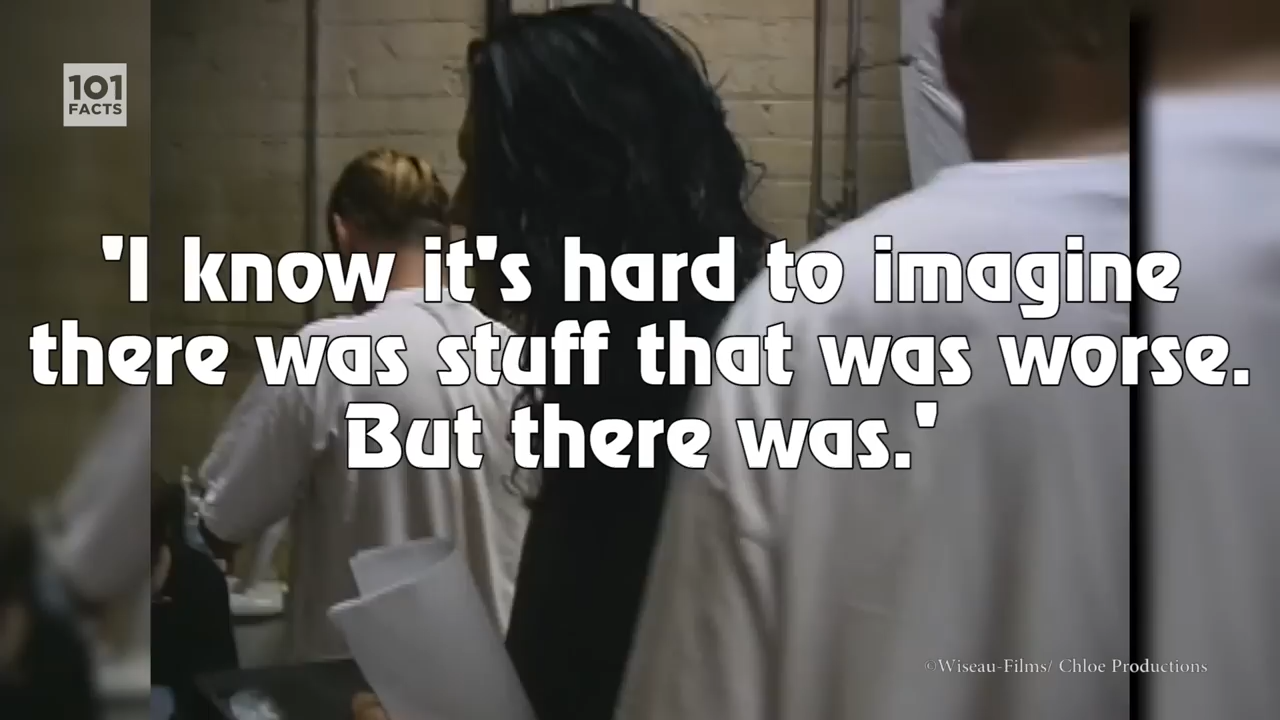 101
FACTS
'I know it's hard to imagine
there was stuff that was worse.
But there was.'
©Wiseau-Films/ Chloe Productions